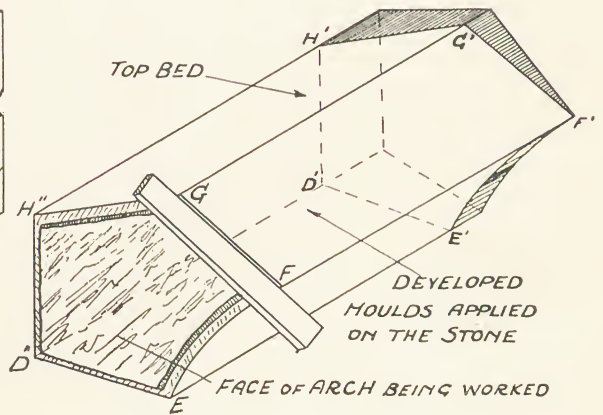 H'
G'
TOP BED
F'
G
D'
H"
E'
F
DEVELOPED
MOULDS APPLIED
ON THE STONE
D"
FACE OF ARCH BEING WORKED
E